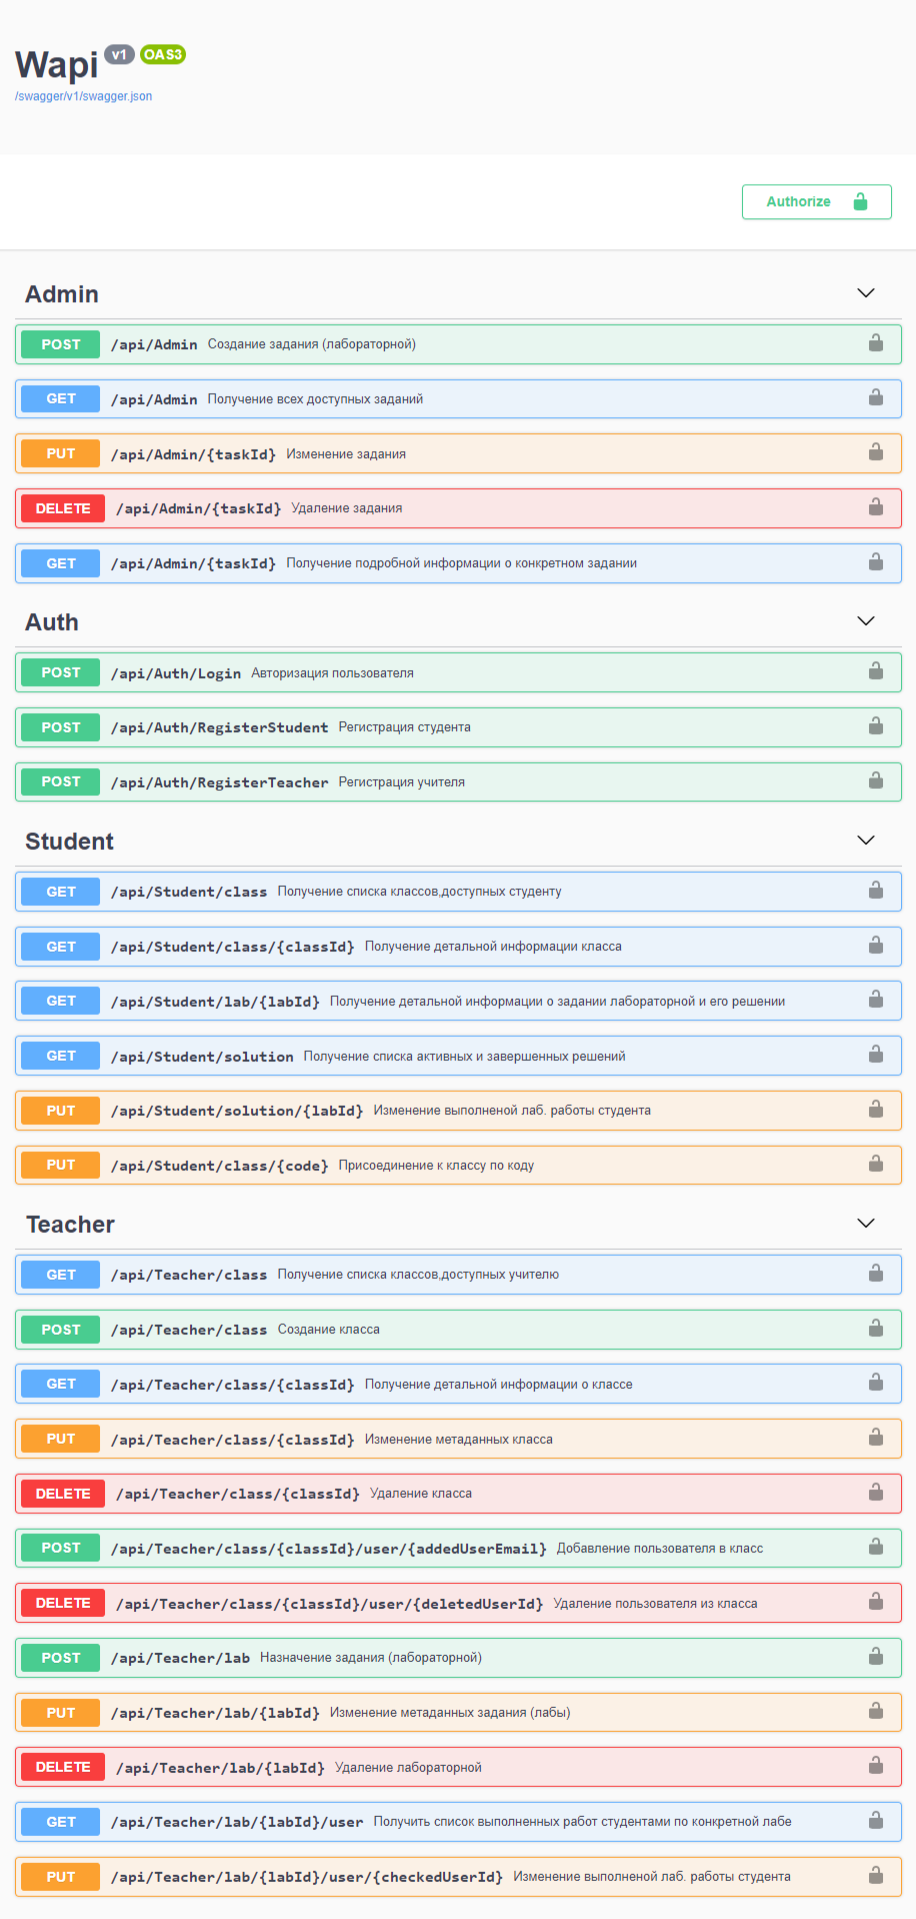 Wapi v1 OAS3
/swagger/v1/swagger.json
Authorize
Admin
POST /api/Admin Создание задания (лабораторной)
GET /api/Admin Получение всех доступных заданий
PUT /api/Admin/{taskId} Изменение задания
DELETE /api/Admin/{taskId} Удаление задания
GET /api/Admin/{taskId} Получение подробной информации о конкретном задании
Auth
POST /api/Auth/Login Авторизация пользователя
POST /api/Auth/RegisterStudent Регистрация студента
POST /api/Auth/RegisterTeacher Регистрация учителя
Student
GET /api/Student/class Получение списка классов,доступных студенту
GET /api/Student/class/{classId} Получение детальной информации класса
GET /api/Student/lab/{labId} Получение детальной информации о задании лабораторной и его решении
GET /api/Student/solution Получение списка активных и завершенных решений
PUT /api/Student/solution/{labId} Изменение выполненой лаб. работы студента
PUT /api/Student/class/{code} Присоединение к классу по коду
Teacher
GET /api/Teacher/class Получение списка классов,доступных учителю
POST /api/Teacher/class Создание класса
GET /api/Teacher/class/{classId} Получение детальной информации о классе
PUT /api/Teacher/class/{classId} Изменение метаданных класса
DELETE /api/Teacher/class/{classId} Удаление класса
POST /api/Teacher/class/{classId}/user/{addedUserEmail} Добавление пользователя в класс
DELETE /api/Teacher/class/{classId}/user/{deletedUserId} Удаление пользователя из класса
POST /api/Teacher/lab Назначение задания (лабораторной)
PUT /api/Teacher/lab/{labId} Изменение метаданных задания (лабы)
DELETE /api/Teacher/lab/{labId} Удаление лабораторной
GET /api/Teacher/lab/{labId}/user Получить список выполненных работ студентами по конкретной лабе
PUT /api/Teacher/lab/{labId}/user/{checkedUserId} Изменение выполненой лаб. работы студента